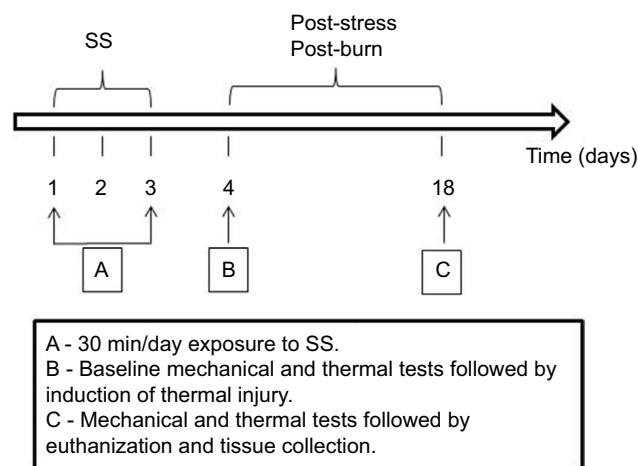 SS
Post-stress
Post-burn
Time (days)
1 2 3 4 18
A B C
A - 30 min/day exposure to SS.
B - Baseline mechanical and thermal tests followed by
induction of thermal injury.
C - Mechanical and thermal tests followed by
euthanization and tissue collection.